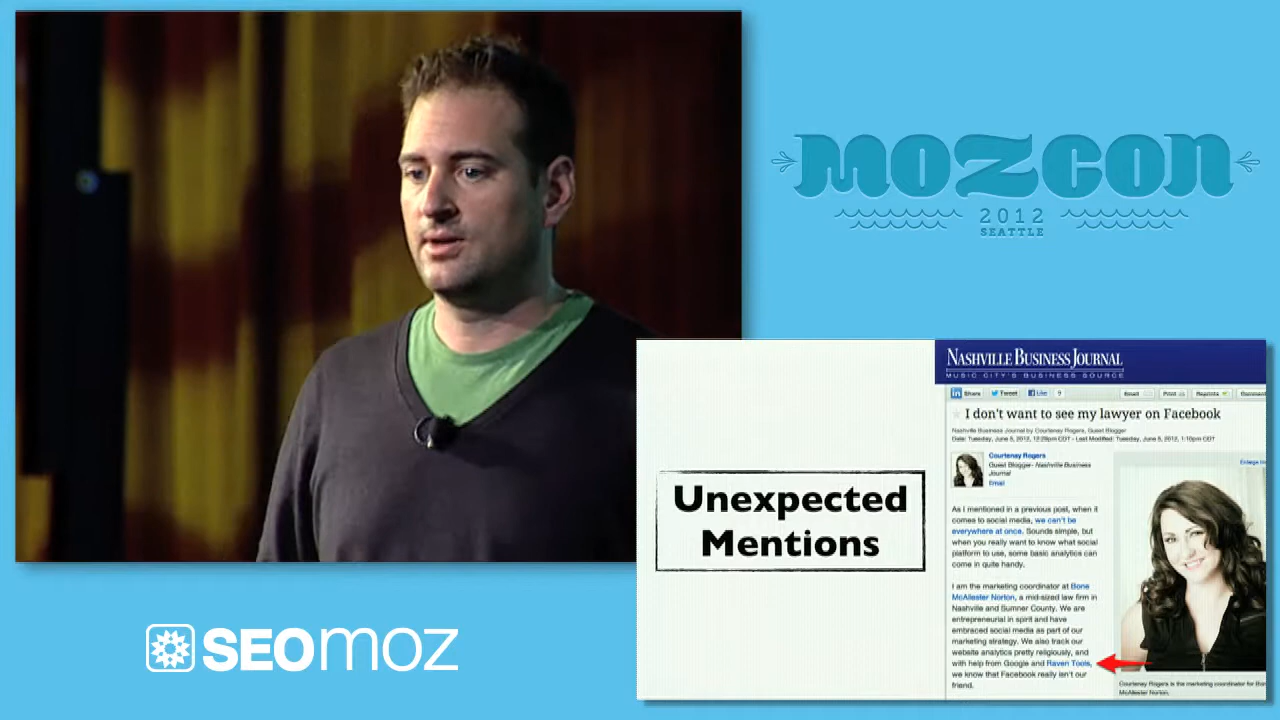 MOZCON
2012
SEATTLE
SEOmoz
Unexpected
Mentions
NASHVILLE BUSINESS JOURNAL
MUSIC CITY'S BUSINESS SOURCE
Share Tweet Like 9 Email Print Reprints
I don't want to see my lawyer on Facebook
Nashville Business Journal by Courtenay Rogers, Guest Blogger
Date: Tuesday, June 5, 2012, 12:29pm CDT - Last Modified: Tuesday, June 5, 2012, 1:10pm CDT
Courtenay Rogers
Guest Blogger- Nashville Business
Journal
Email
As I mentioned in a previous post, when it
comes to social media, we can't be
everywhere at once. Sounds simple, but
when you really want to know what social
platform to use, some basic analytics can
come in quite handy.
I am the marketing coordinator at Bone
McAllester Norton, a mid-sized law firm in
Nashville and Sumner County. We are
entrepreneurial in spirit and have
embraced social media as part of our
marketing strategy. We also track our
website analytics pretty religiously, and
with help from Google and Raven Tools,
we know that Facebook really isn't our
friend.
Courtenay Rogers is the marketing coordinator for Bone
McAllester Norton.